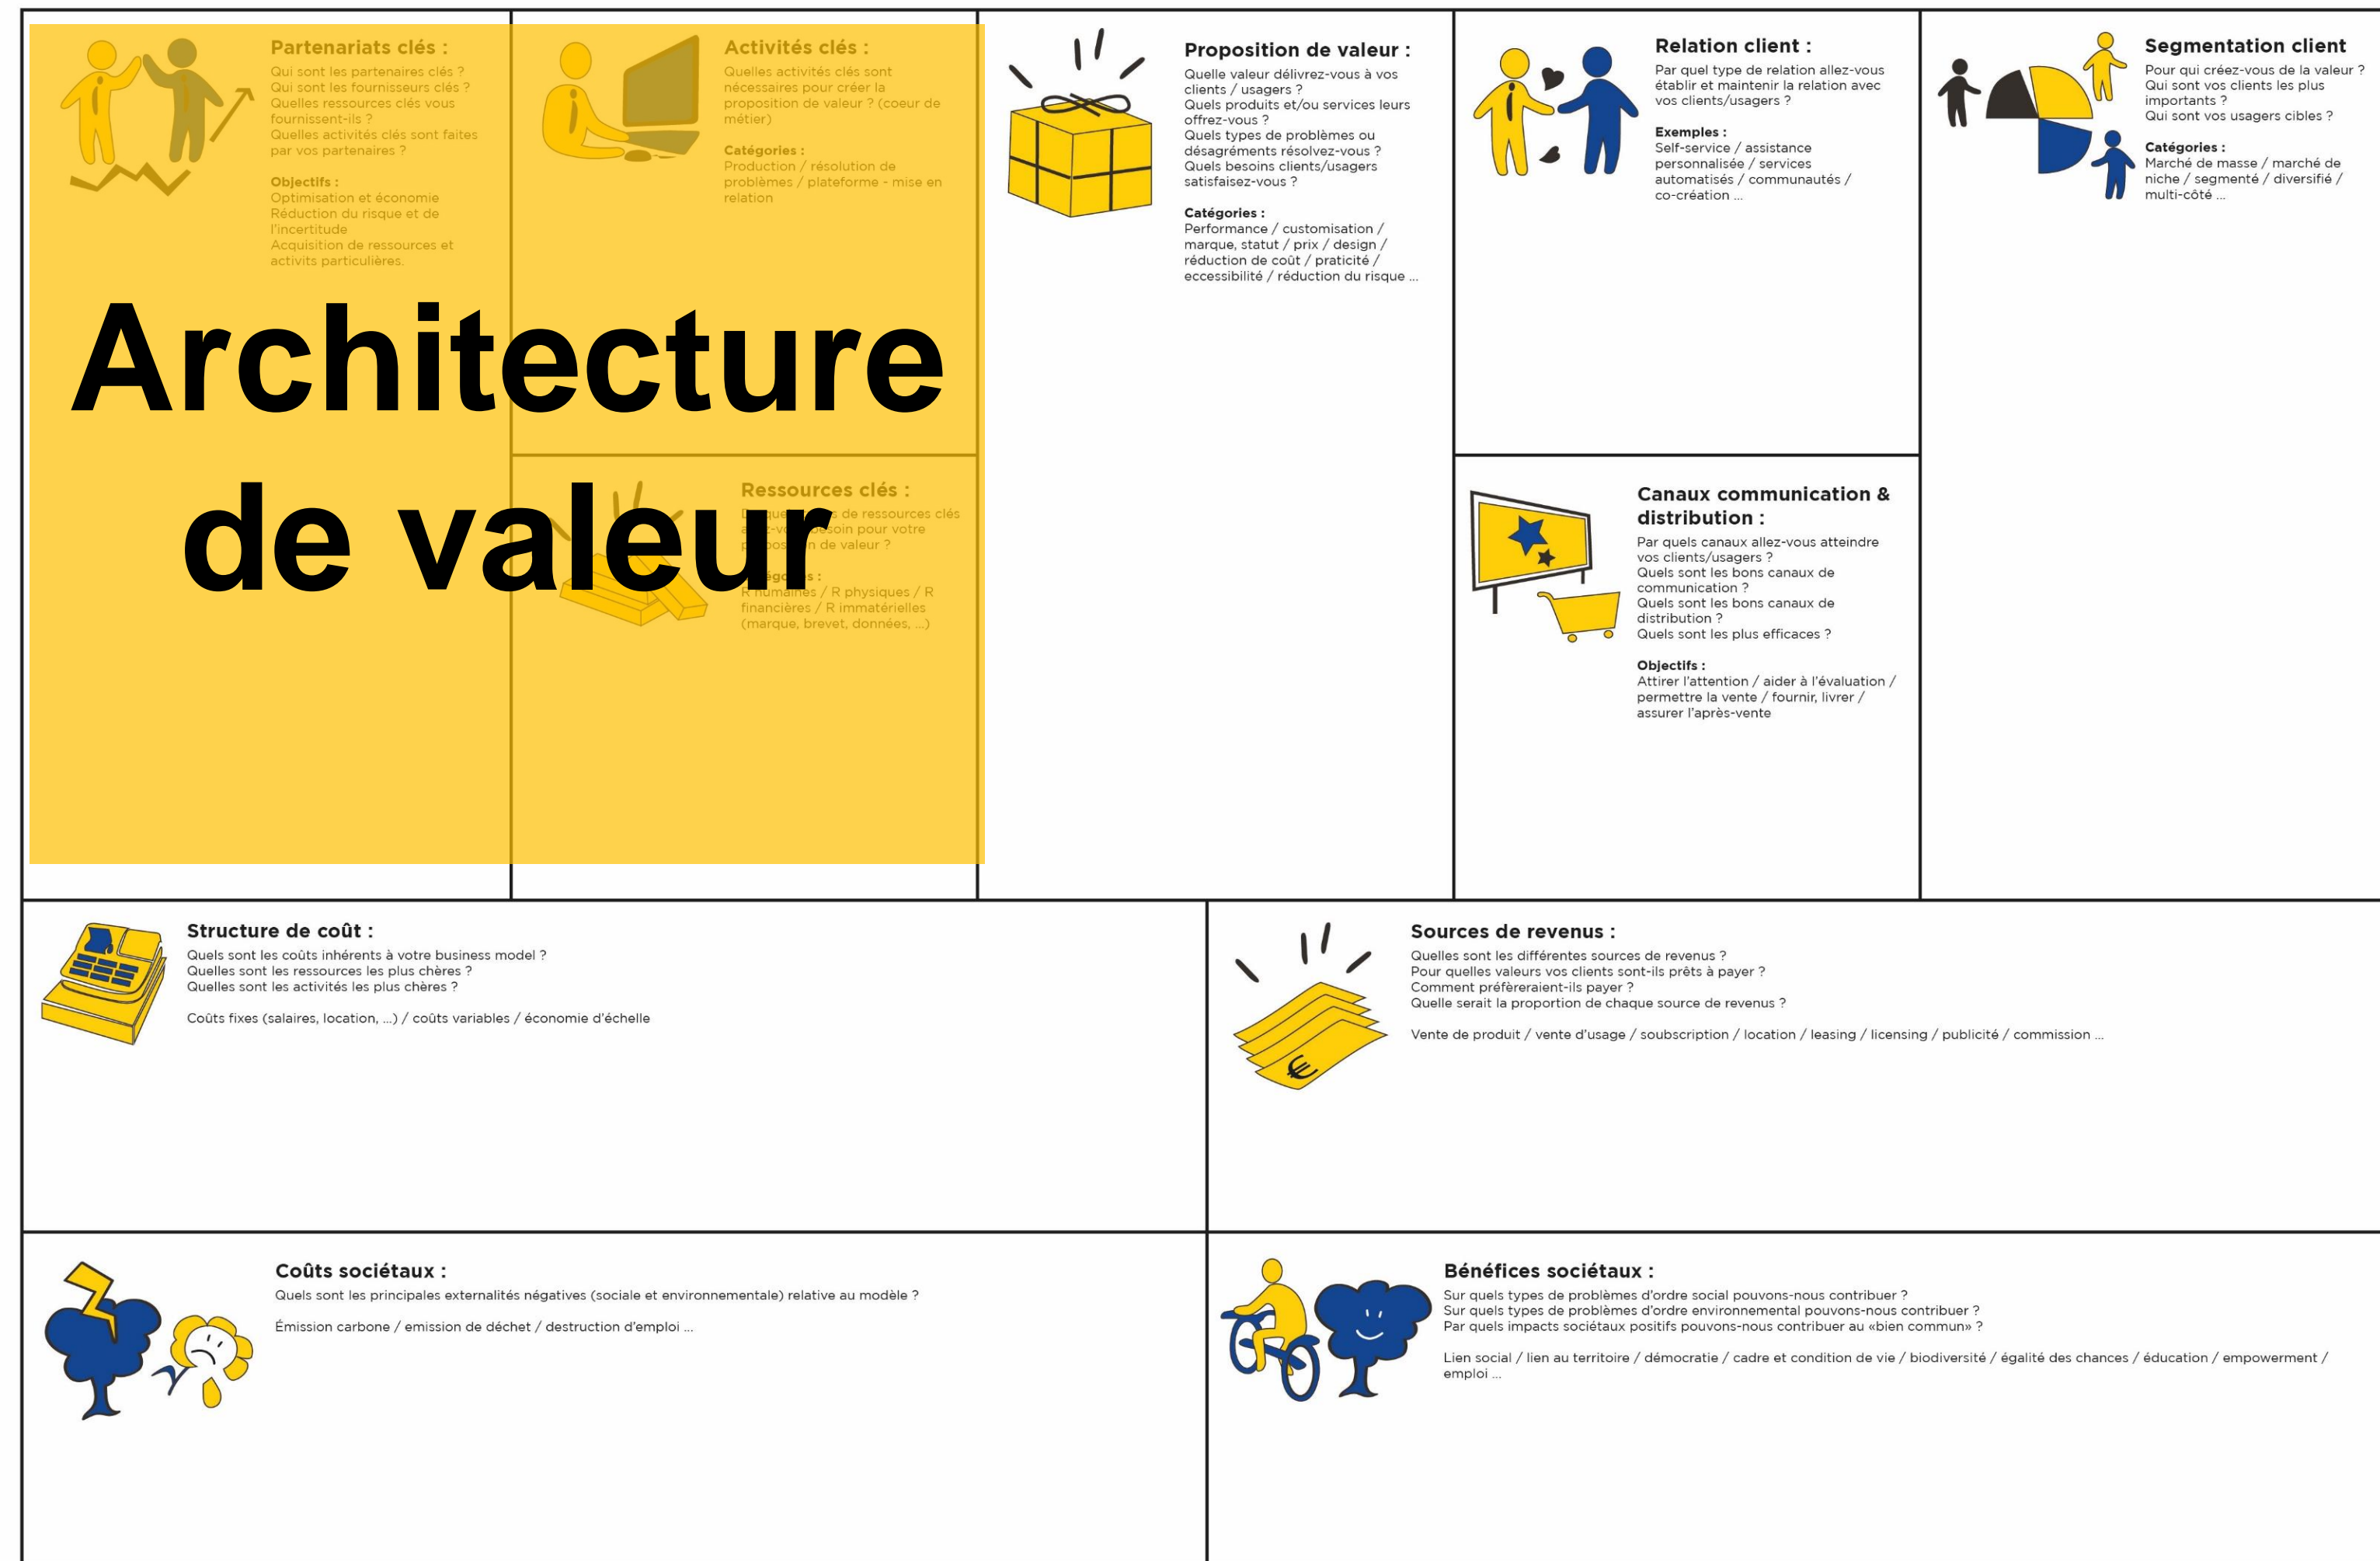 Partenariats clés :
Qui sont les partenaires clés ?
Qui sont les fournisseurs clés ?
Quelles ressources clés vous
fournissent-ils ?
Quelles activités clés sont faites
par vos partenaires ?
Objectifs :
Optimisation et économie
Réduction du risque et de
l'incertitude
Acquisition de ressources et
activits particulières.
Activités clés :
Quelles activités clés sont
nécessaires pour créer la
proposition de valeur ? (coeur de
métier)
Catégories :
Production / résolution de
problèmes / plateforme - mise en
relation
Architecture
de valeur
Ressources clés :
de ressources clés
pour votre
de valeur ?
R humaines / R physiques / R
financières / R immatérielles
(marque, brevet, données, ...)
Proposition de valeur :
Quelle valeur délivrez-vous à vos
clients / usagers ?
Quels produits et/ou services leurs
offrez-vous ?
Quels types de problèmes ou
désagréments résolvez-vous ?
Quels besoins clients/usagers
satisfaisez-vous ?
Catégories :
Performance / customisation /
marque, statut / prix / design /
réduction de coût / praticité /
eccessibilité / réduction du risque ...
Relation client :
Par quel type de relation allez-vous
établir et maintenir la relation avec
vos clients/usagers ?
Exemples :
Self-service / assistance
personnalisée / services
automatisés / communautés /
co-création ...
Canaux communication &
distribution :
Par quels canaux allez-vous atteindre
vos clients/usagers ?
Quels sont les bons canaux de
communication ?
Quels sont les bons canaux de
distribution ?
Quels sont les plus efficaces ?
Objectifs :
Attirer l'attention / aider à l'évaluation /
permettre la vente / fournir, livrer /
assurer l'après-vente
Segmentation client
Pour qui créez-vous de la valeur ?
Qui sont vos clients les plus
importants ?
Qui sont vos usagers cibles ?
Catégories :
Marché de masse / marché de
niche / segmenté / diversifié /
multi-côté ...
Structure de coût :
Quels sont les coûts inhérents à votre business model ?
Quelles sont les ressources les plus chères ?
Quelles sont les activités les plus chères ?
Coûts fixes (salaires, location, ...) / coûts variables / économie d'échelle
Sources de revenus :
Quelles sont les différentes sources de revenus ?
Pour quelles valeurs vos clients sont-ils prêts à payer ?
Comment préfèreraient-ils payer ?
Quelle serait la proportion de chaque source de revenus ?
Vente de produit / vente d'usage / soubscription / location / leasing / licensing / publicité / commission ...
€
Coûts sociétaux :
Quels sont les principales externalités négatives (sociale et environnementale) relative au modèle ?
Émission carbone / emission de déchet / destruction d'emploi ...
Bénéfices sociétaux :
Sur quels types de problèmes d'ordre social pouvons-nous contribuer ?
Sur quels types de problèmes d'ordre environnemental pouvons-nous contribuer ?
Par quels impacts sociétaux positifs pouvons-nous contribuer au «bien commun» ?
Lien social / lien au territoire / démocratie / cadre et condition de vie / biodiversité / égalité des chances / éducation / empowerment /
emploi ...